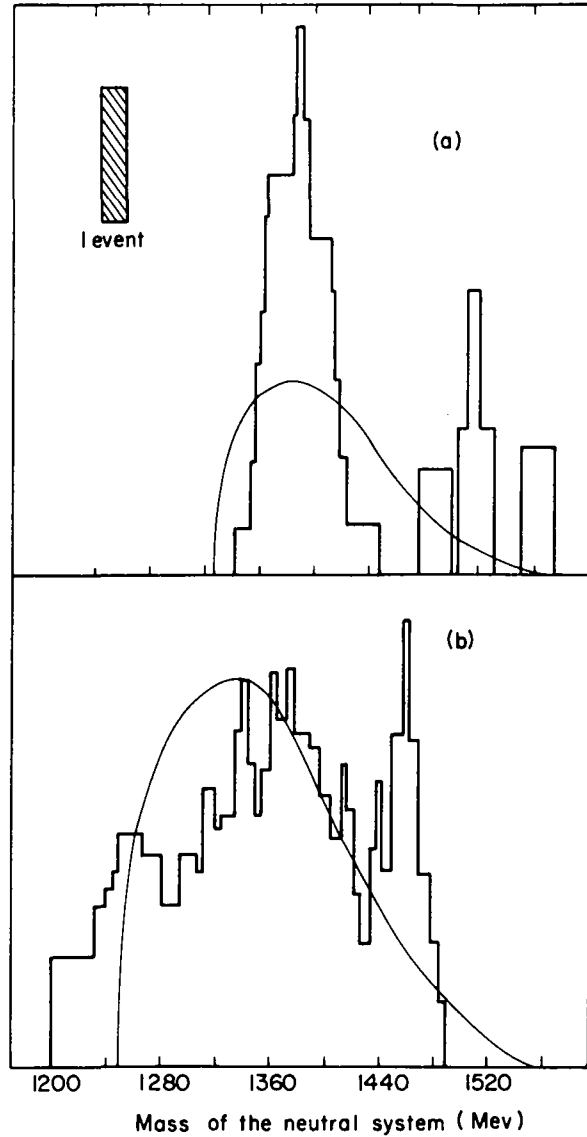 (a)
1 event
(b)
1200 1280 1360 1440 1520
Mass of the neutral system (Mev)